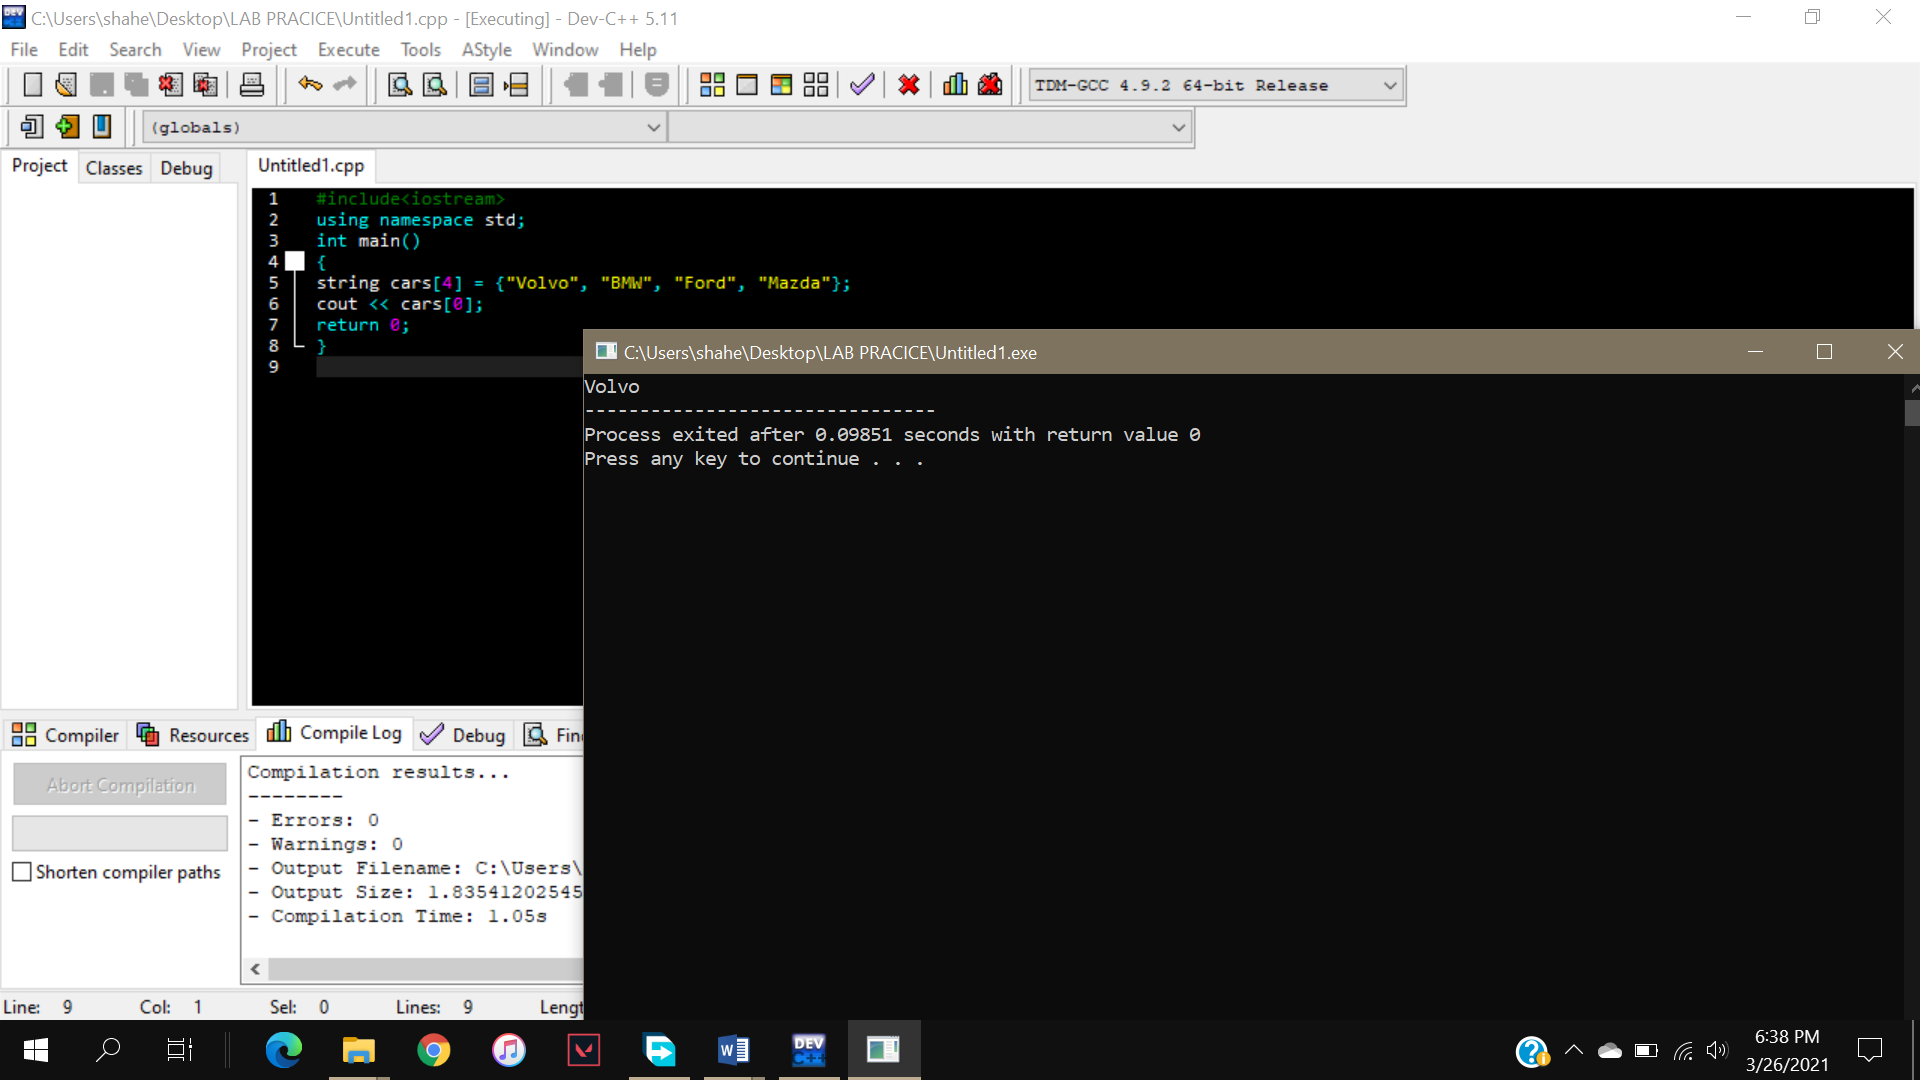 C:\Users\shahe\Desktop\LAB PRACICE\Untitled1.cpp - [Executing] - Dev-C++ 5.11
File Edit Search View Project Execute Tools AStyle Window Help
TDM-GCC 4.9.2 64-bit Release
(globals)
Project Classes Debug
Untitled1.cpp
1 #include<iostream>
2 using namespace std;
3 int main()
4 {
5 string cars[4] = {"Volvo", "BMW", "Ford", "Mazda"};
6 cout << cars[0];
7 return 0;
8 }
9
C:\Users\shahe\Desktop\LAB PRACICE\Untitled1.exe
Volvo
--------------------------------
Process exited after 0.09851 seconds with return value 0
Press any key to continue . . .
Compiler Resources Compile Log Debug Fin
Abort Compilation
Shorten compiler paths
Compilation results...
--------
- Errors: 0
- Warnings: 0
- Output Filename: C:\Users\
- Output Size: 1.83541202545
- Compilation Time: 1.05s
Line: 9 Col: 1 Sel: 0 Lines: 9 Lengt
DEV
C++
6:38 PM
3/26/2021